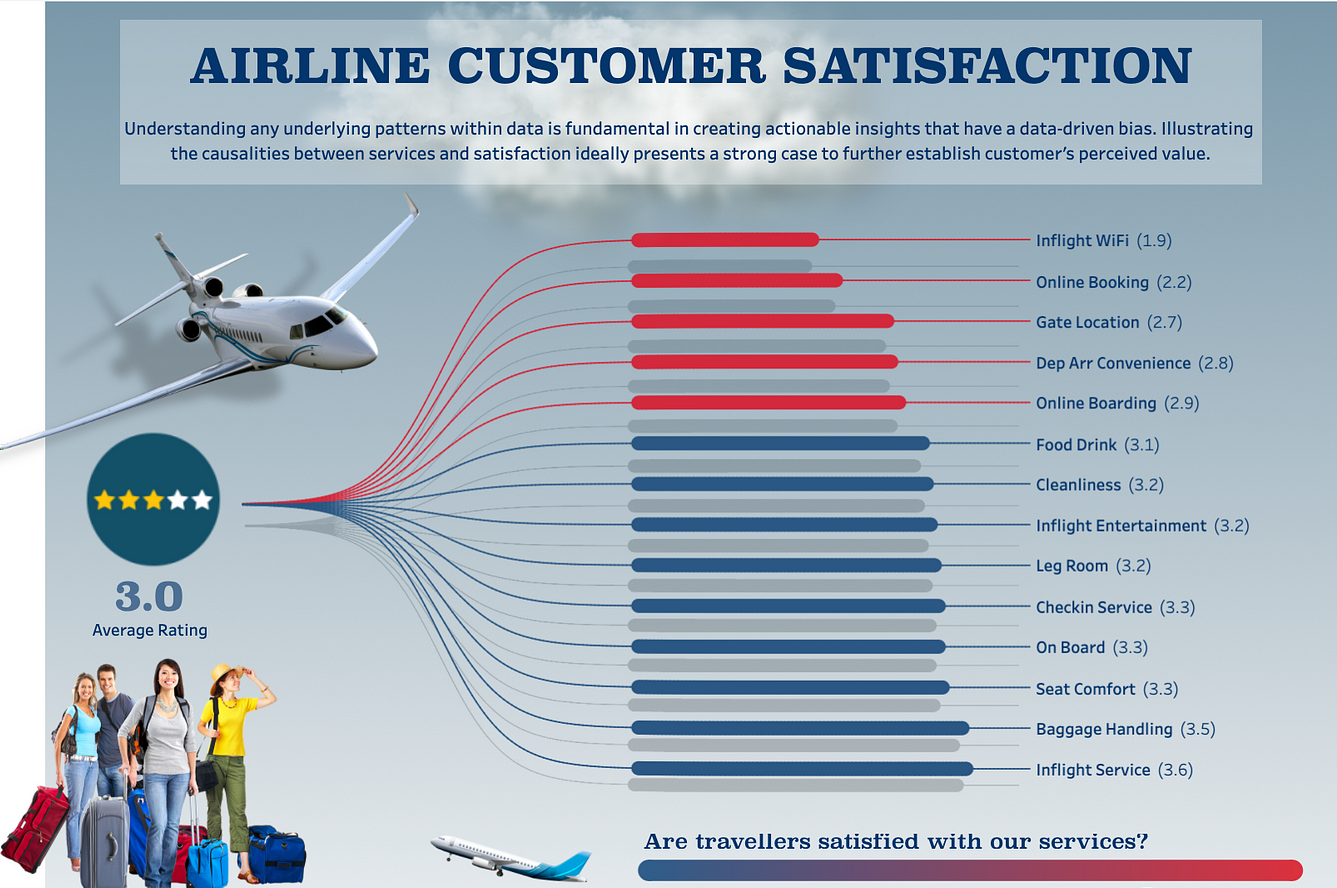 AIRLINE CUSTOMER SATISFACTION
Understanding any underlying patterns within data is fundamental in creating actionable insights that have a data-driven bias. Illustrating
the causalities between services and satisfaction ideally presents a strong case to further establish customer’s perceived value.
Inflight WiFi (1.9)
Online Booking (2.2)
Gate Location (2.7)
Dep Arr Convenience (2.8)
Online Boarding (2.9)
Food Drink (3.1)
Cleanliness (3.2)
Inflight Entertainment (3.2)
Leg Room (3.2)
Checkin Service (3.3)
On Board (3.3)
Seat Comfort (3.3)
Baggage Handling (3.5)
Inflight Service (3.6)
3.0
Average Rating
Are travellers satisfied with our services?